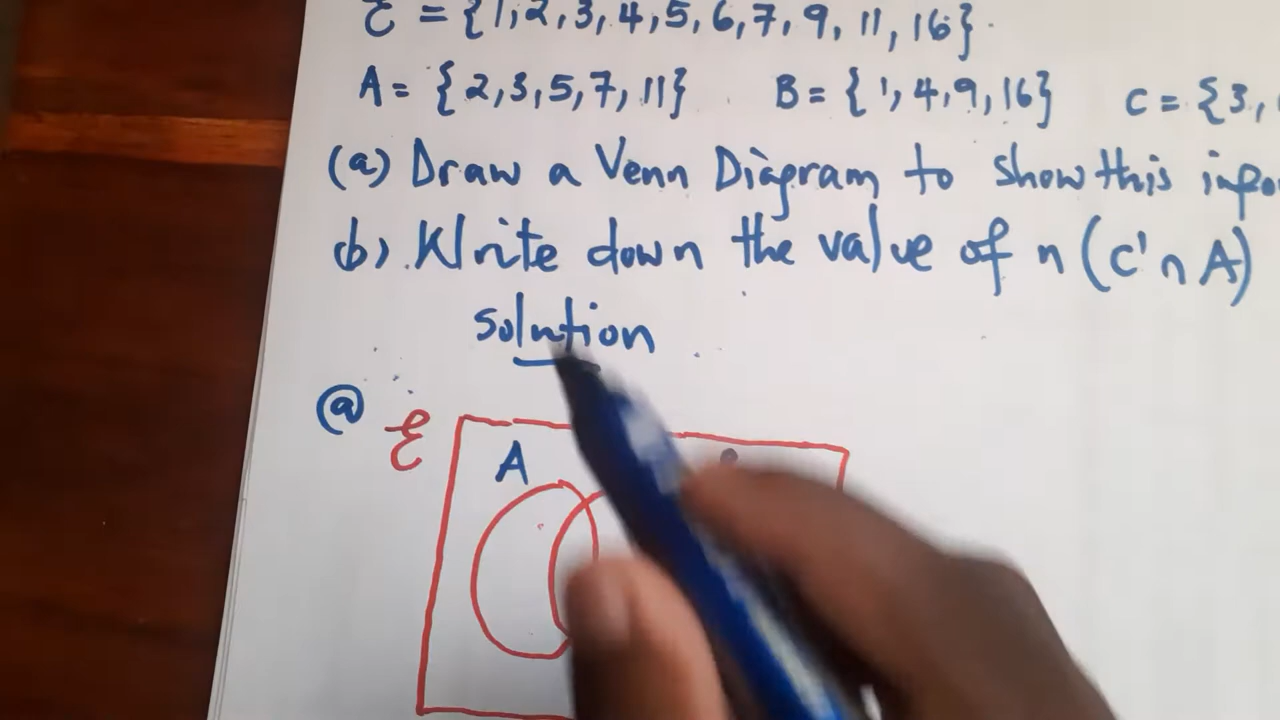 ℰ = {1,2,3,4,5,6,7,9,11,16}.
A = {2,3,5,7,11} B = {1,4,9,16} C = {3,
(a) Draw a Venn Diagram to show this
(b) Write down the value of n(C'∩A)
Solution
(a) ℰ
A